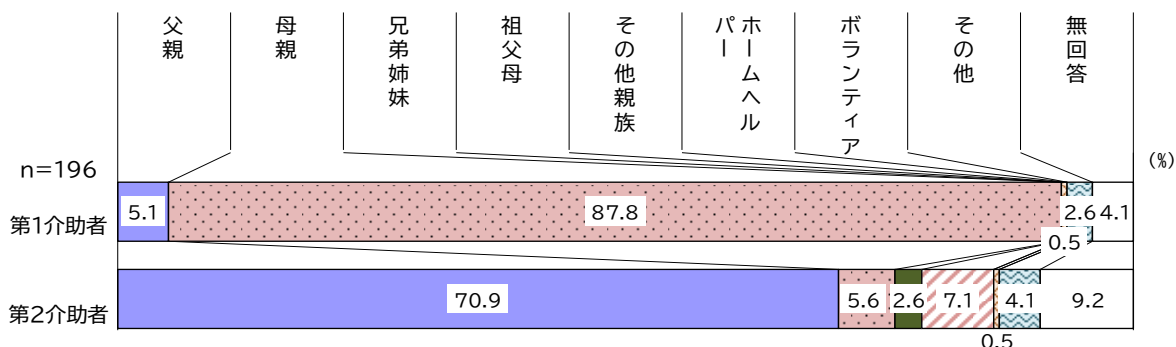 父親
母親
兄弟姉妹
祖父母
その他親族
ホームヘル
パー
ボランティア
その他
無回答
(%)
n=196
第1介助者
5.1
87.8
2.6
4.1
0.5
第2介助者
70.9
5.6
2.6
7.1
4.1
9.2
0.5